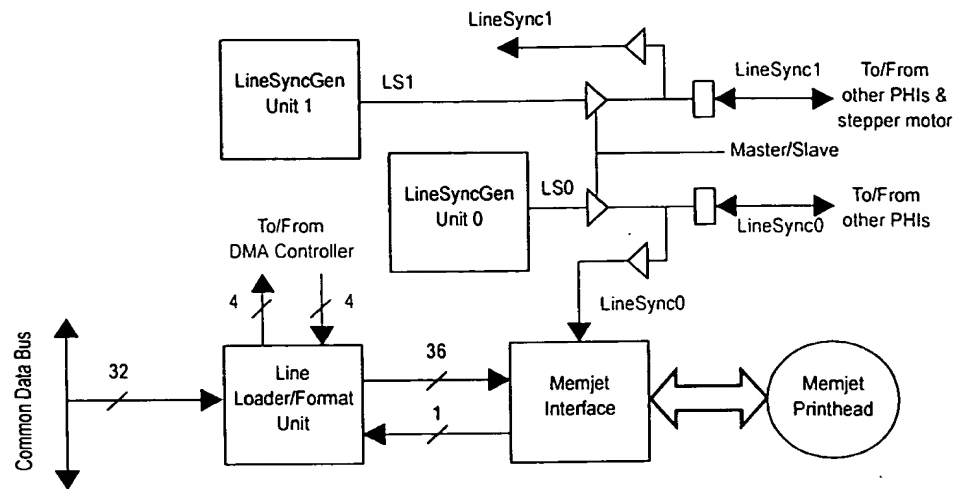 LineSync1
LineSyncGen
Unit 1
LS1
LineSync1
To/From
other PHIs &
stepper motor
Master/Slave
LineSyncGen
Unit 0
LS0
To/From
other PHIs
LineSync0
To/From
DMA Controller
4
4
LineSync0
Common Data Bus
32
Line
Loader/Format
Unit
36
1
Memjet
Interface
Memjet
Printhead